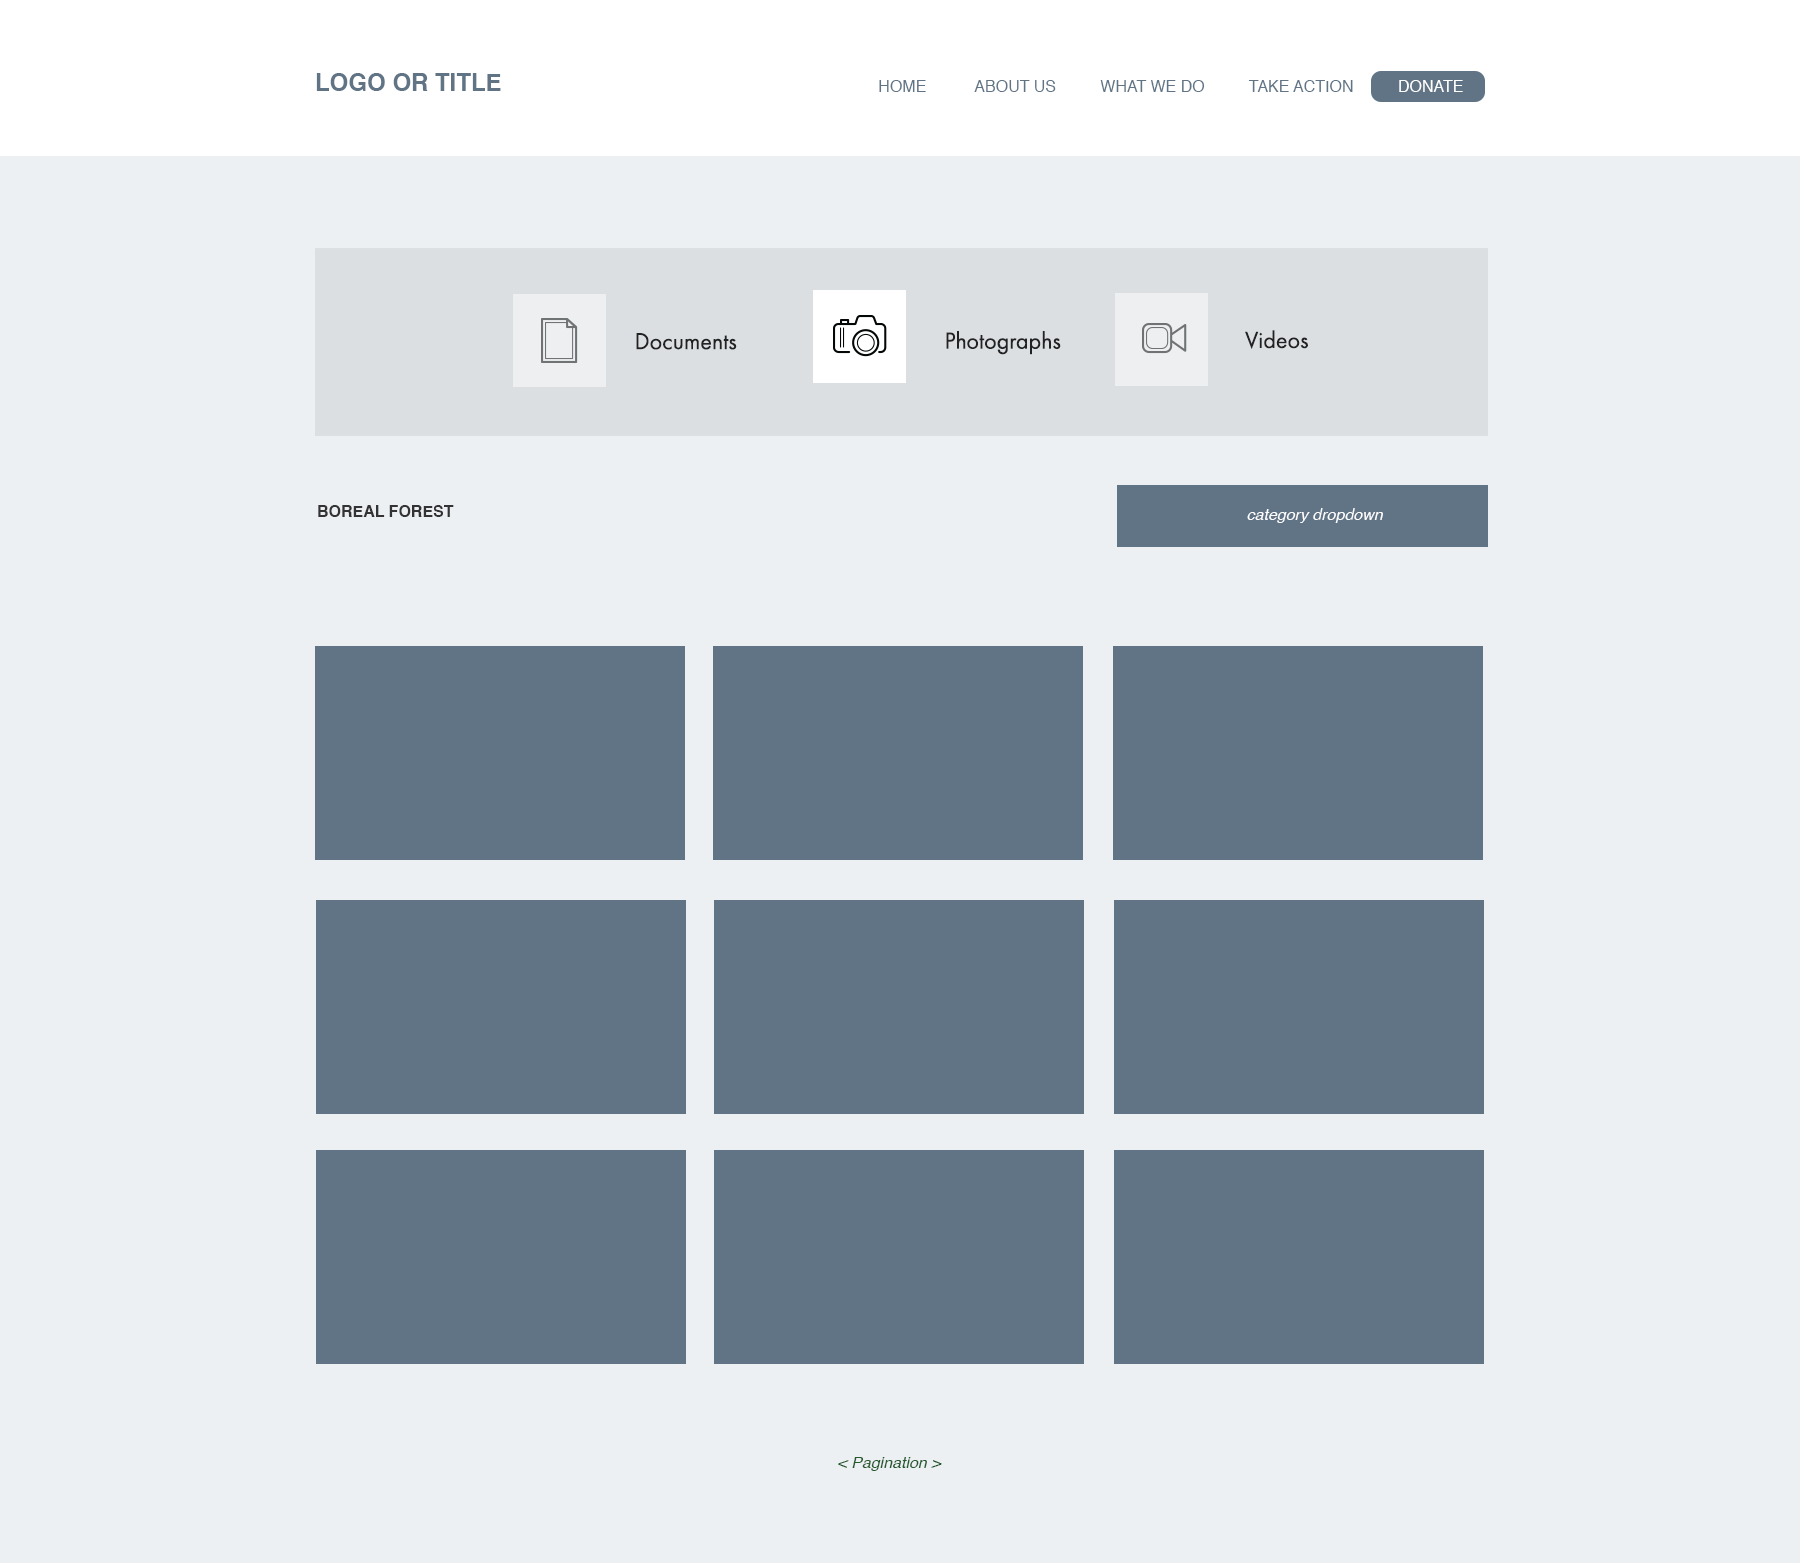 LOGO OR TITLE
HOME ABOUT US WHAT WE DO TAKE ACTION DONATE
Documents Photographs Videos
BOREAL FOREST
category dropdown
< Pagination >